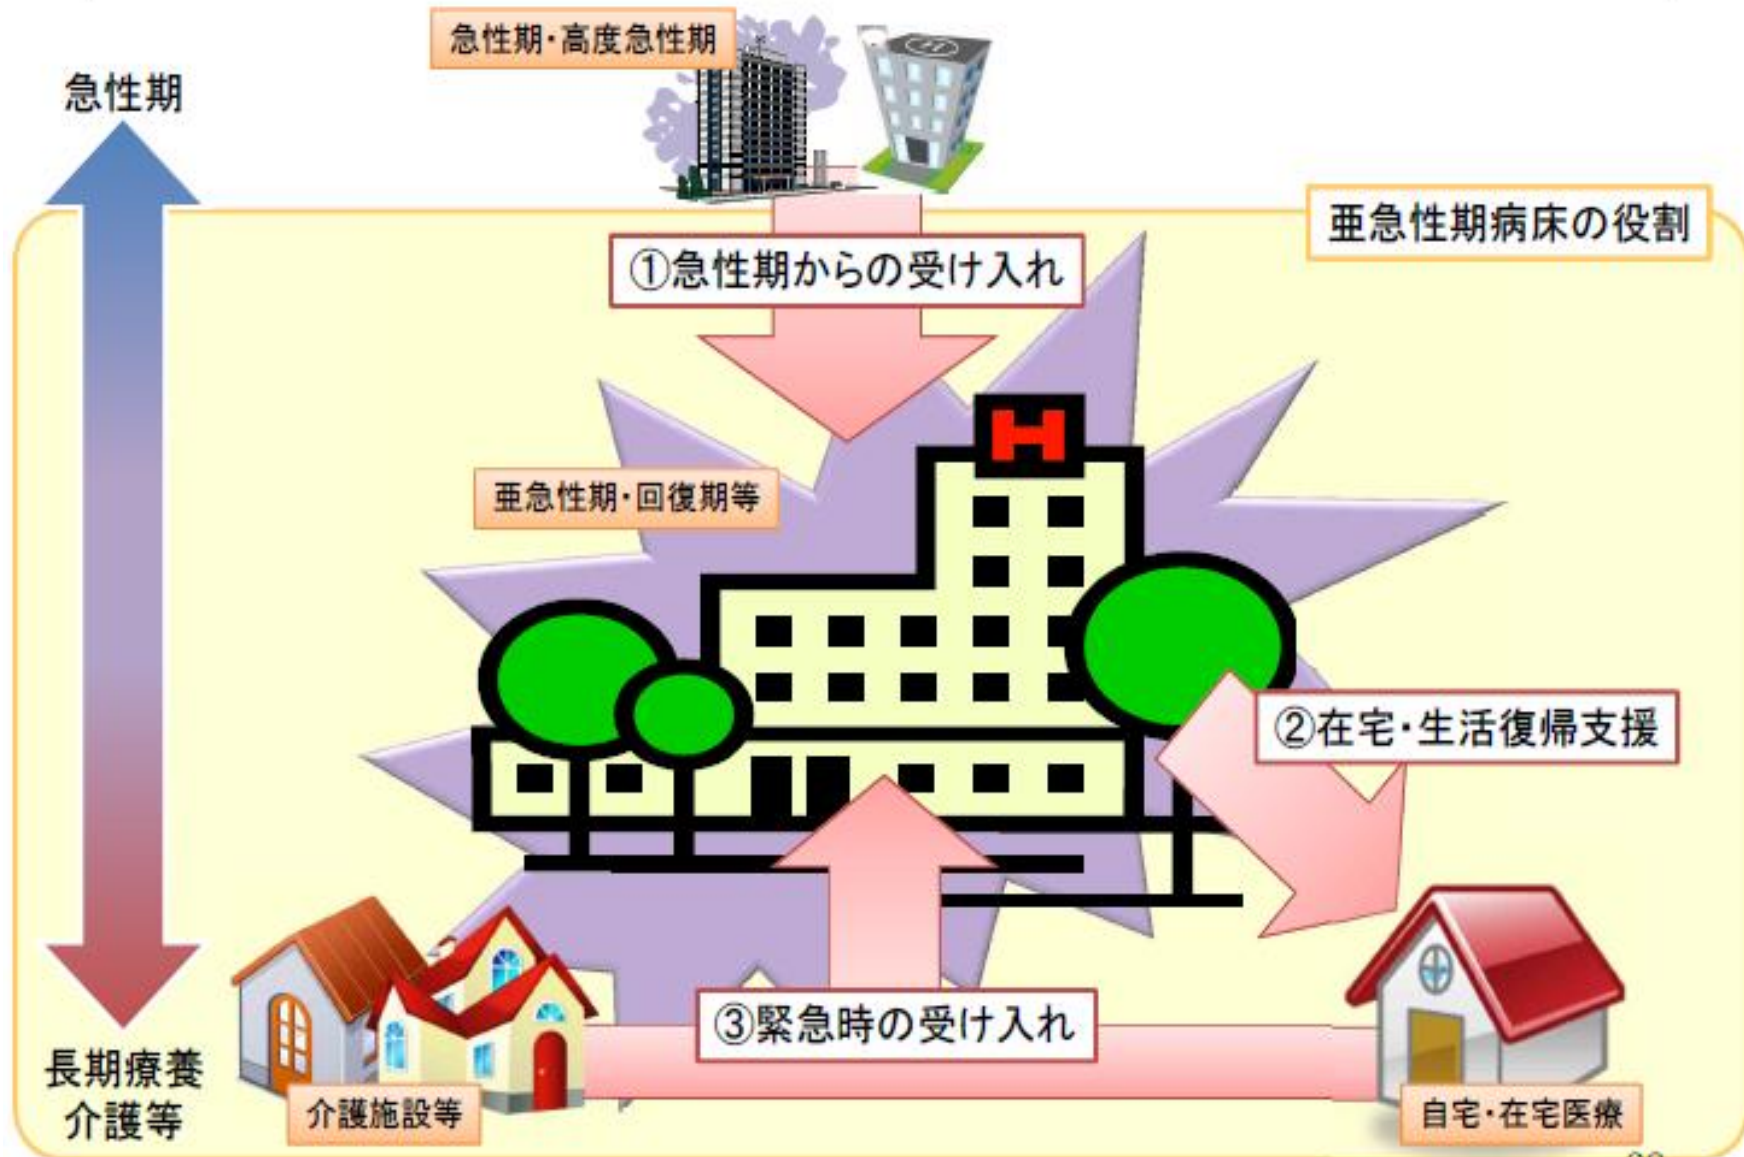 急性期・高度急性期
急性期
亜急性期病床の役割
①急性期からの受け入れ
H
亜急性期・回復期等
②在宅・生活復帰支援
③緊急時の受け入れ
長期療養
介護等
介護施設等
自宅・在宅医療